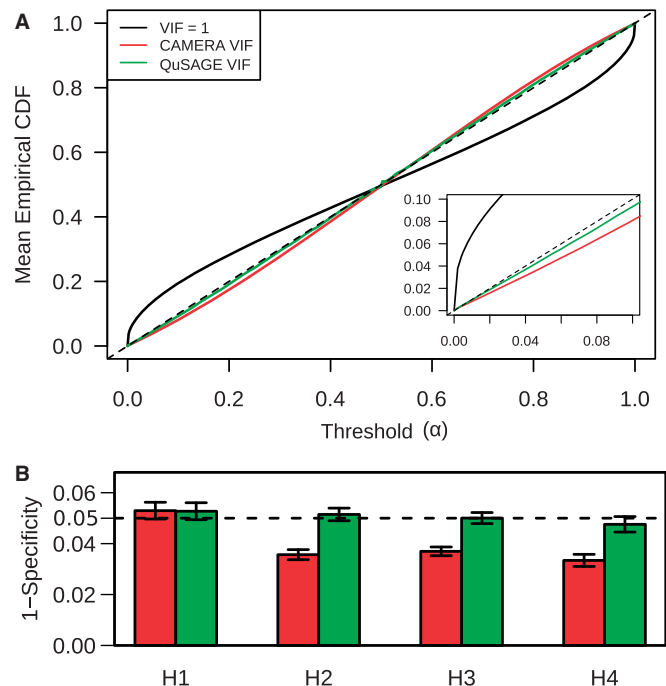 A
VIF = 1
CAMERA VIF
QuSAGE VIF
Mean Empirical CDF
1.0
0.8
0.6
0.4
0.2
0.0
0.10
0.08
0.06
0.04
0.02
0.00
0.00 0.04 0.08
0.0 0.2 0.4 0.6 0.8 1.0
Threshold (α)
B
1−Specificity
0.06
0.05
0.04
0.02
0.00
H1 H2 H3 H4